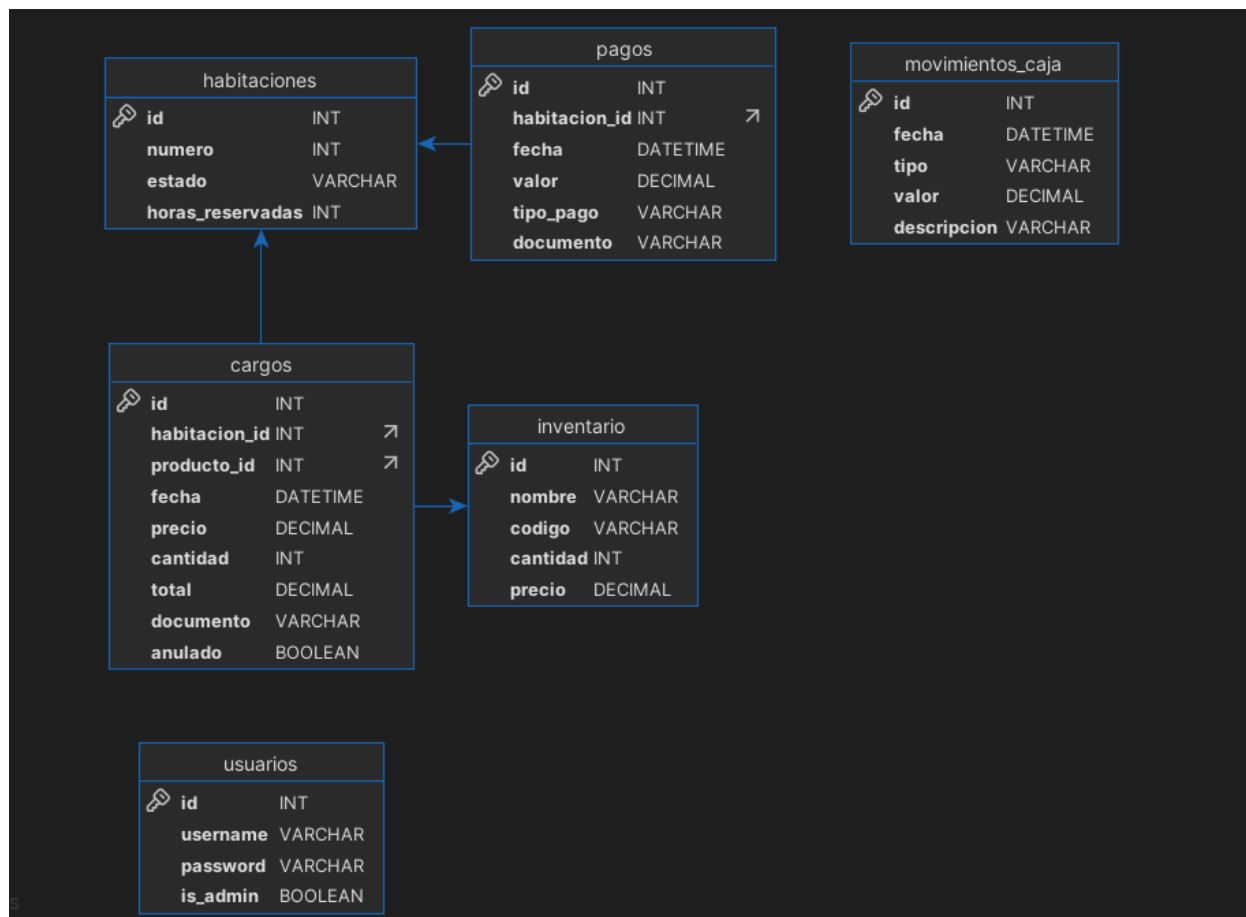 habitaciones
id INT
numero INT
estado VARCHAR
horas_reservadas INT
pagos
id INT
habitacion_id INT
fecha DATETIME
valor DECIMAL
tipo_pago VARCHAR
documento VARCHAR
movimientos_caja
id INT
fecha DATETIME
tipo VARCHAR
valor DECIMAL
descripcion VARCHAR
cargos
id INT
habitacion_id INT
producto_id INT
fecha DATETIME
precio DECIMAL
cantidad INT
total DECIMAL
documento VARCHAR
anulado BOOLEAN
inventario
id INT
nombre VARCHAR
codigo VARCHAR
cantidad INT
precio DECIMAL
usuarios
id INT
username VARCHAR
password VARCHAR
is_admin BOOLEAN
s